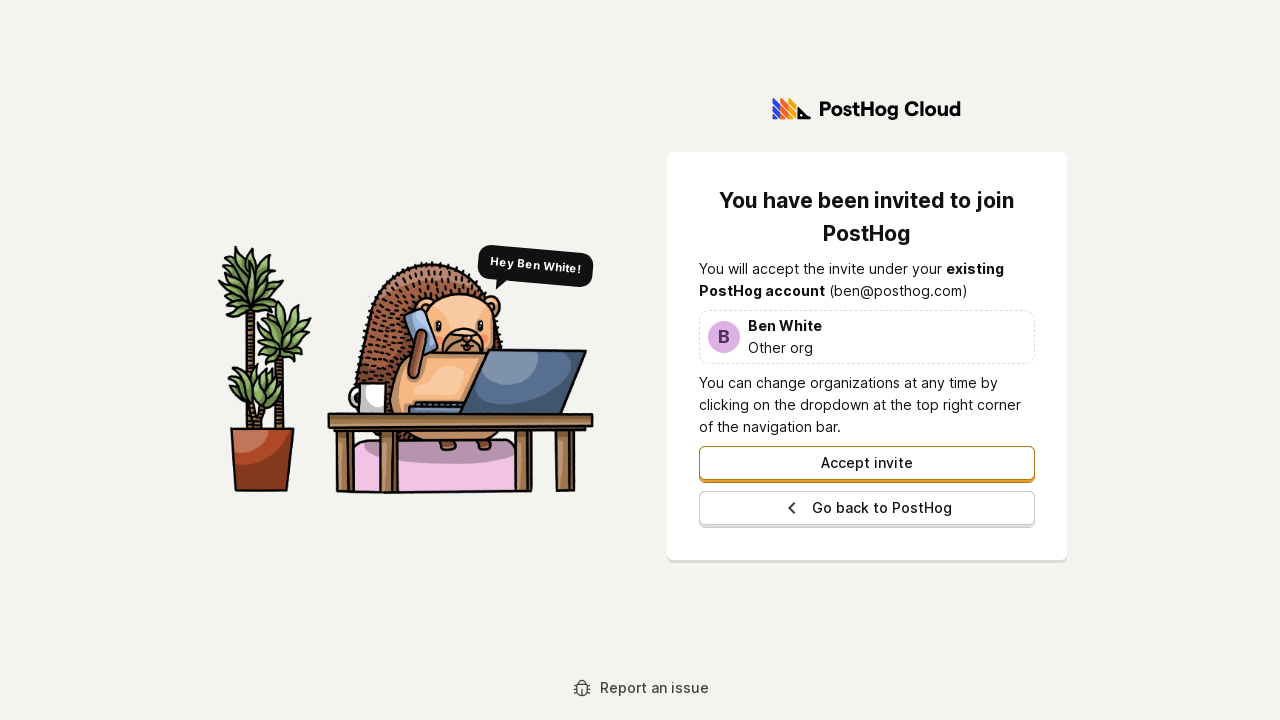 PostHog Cloud
You have been invited to join
PostHog
You will accept the invite under your existing
PostHog account (ben@posthog.com)
B
Ben White
Other org
You can change organizations at any time by
clicking on the dropdown at the top right corner
of the navigation bar.
Accept invite
Go back to PostHog
Hey Ben White!
Report an issue